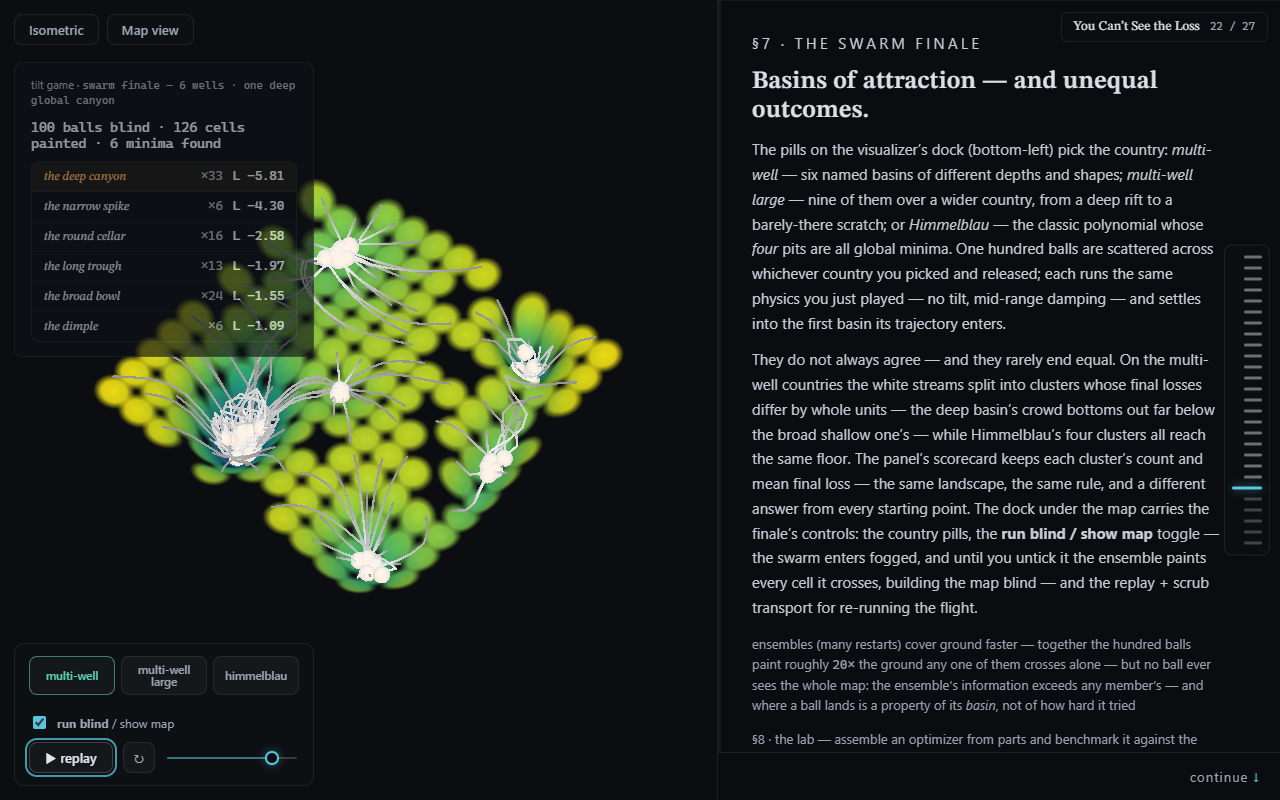 Isometric
Map view
tilt game · swarm finale — 6 wells · one deep
global canyon
100 balls blind · 126 cells
painted · 6 minima found
the deep canyon ×33 L −5.81
the narrow spike ×6 L −4.30
the round cellar ×16 L −2.58
the long trough ×13 L −1.97
the broad bowl ×24 L −1.55
the dimple ×6 L −1.09
multi-well
multi-well
large
himmelblau
run blind / show map
▶ replay
↻
You Can’t See the Loss 22 / 27
§7 · THE SWARM FINALE
Basins of attraction — and unequal
outcomes.
The pills on the visualizer’s dock (bottom-left) pick the country: multi-
well — six named basins of different depths and shapes; multi-well
large — nine of them over a wider country, from a deep rift to a
barely-there scratch; or Himmelblau — the classic polynomial whose
four pits are all global minima. One hundred balls are scattered across
whichever country you picked and released; each runs the same
physics you just played — no tilt, mid-range damping — and settles
into the first basin its trajectory enters.
They do not always agree — and they rarely end equal. On the multi-
well countries the white streams split into clusters whose final losses
differ by whole units — the deep basin’s crowd bottoms out far below
the broad shallow one’s — while Himmelblau’s four clusters all reach
the same floor. The panel’s scorecard keeps each cluster’s count and
mean final loss — the same landscape, the same rule, and a different
answer from every starting point. The dock under the map carries the
finale’s controls: the country pills, the run blind / show map toggle —
the swarm enters fogged, and until you untick it the ensemble paints
every cell it crosses, building the map blind — and the replay + scrub
transport for re-running the flight.
ensembles (many restarts) cover ground faster — together the hundred balls
paint roughly 20× the ground any one of them crosses alone — but no ball ever
sees the whole map: the ensemble’s information exceeds any member’s — and
where a ball lands is a property of its basin, not of how hard it tried
§8 · the lab — assemble an optimizer from parts and benchmark it against the
continue ↓